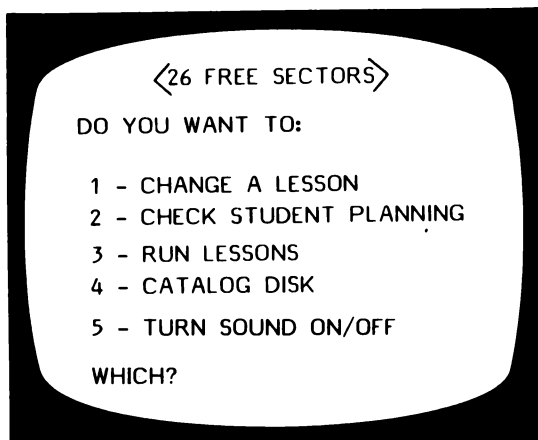 <26 FREE SECTORS>
DO YOU WANT TO:
1 - CHANGE A LESSON
2 - CHECK STUDENT PLANNING
3 - RUN LESSONS
4 - CATALOG DISK
5 - TURN SOUND ON/OFF
WHICH?